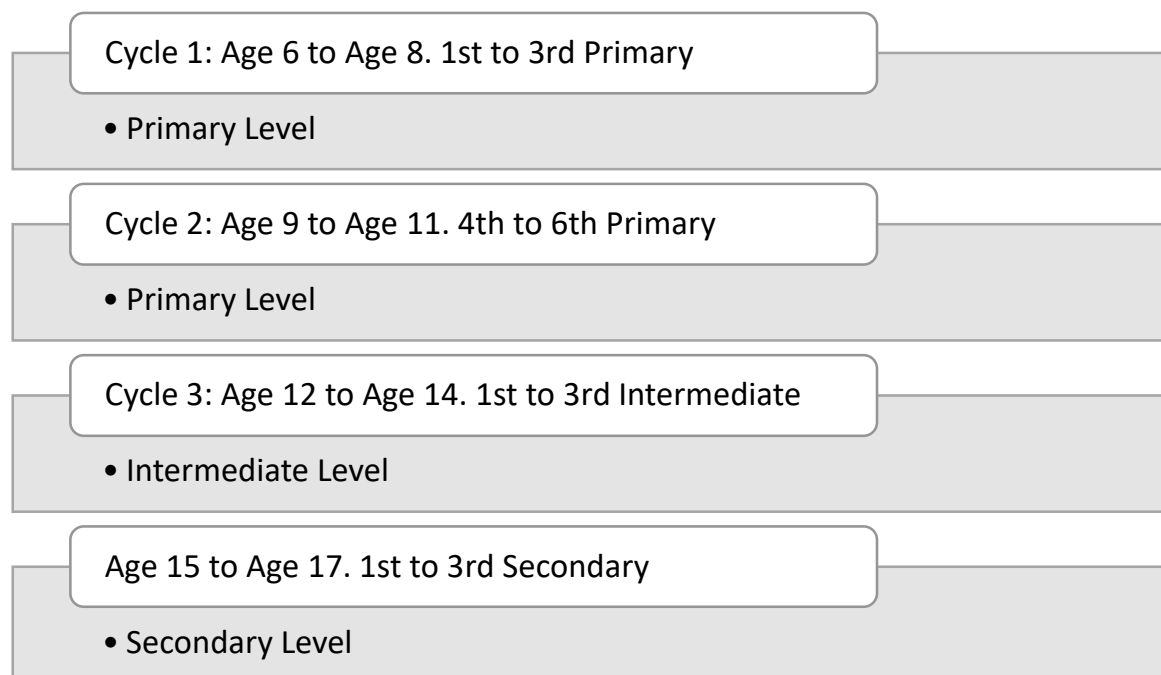 Cycle 1: Age 6 to Age 8. 1st to 3rd Primary
• Primary Level
Cycle 2: Age 9 to Age 11. 4th to 6th Primary
• Primary Level
Cycle 3: Age 12 to Age 14. 1st to 3rd Intermediate
• Intermediate Level
Age 15 to Age 17. 1st to 3rd Secondary
• Secondary Level